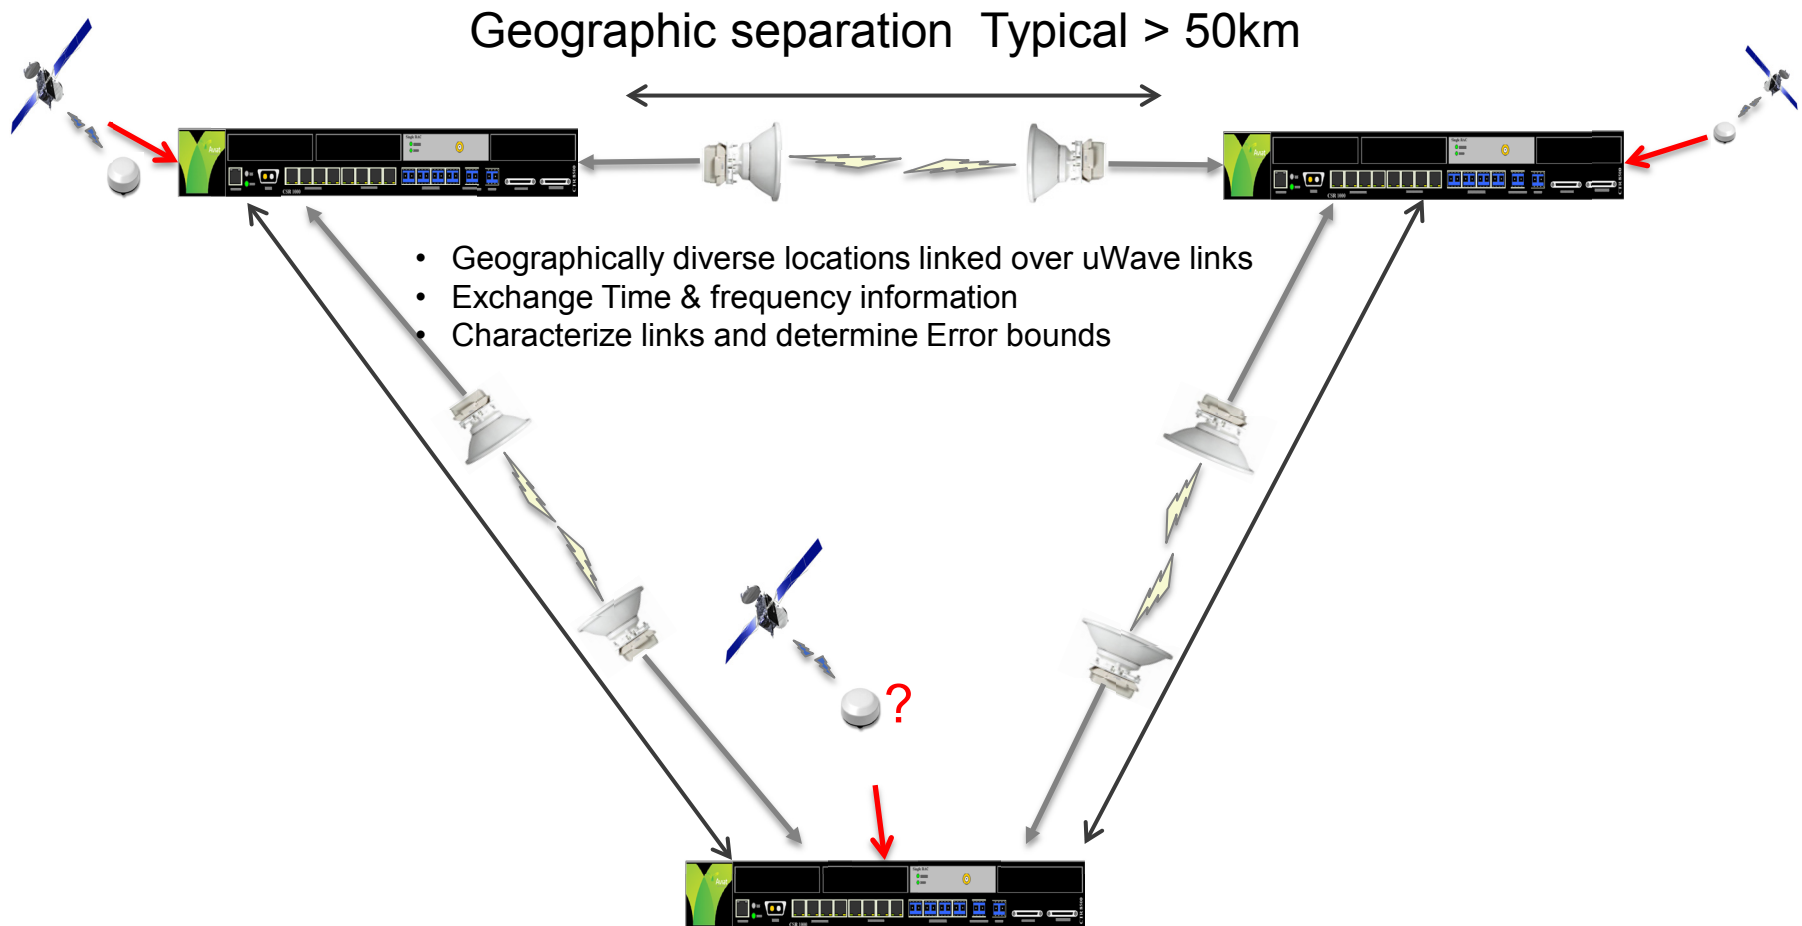 Geographic separation  Typical > 50km
• Geographically diverse locations linked over uWave links
• Exchange Time & frequency information
• Characterize links and determine Error bounds
?